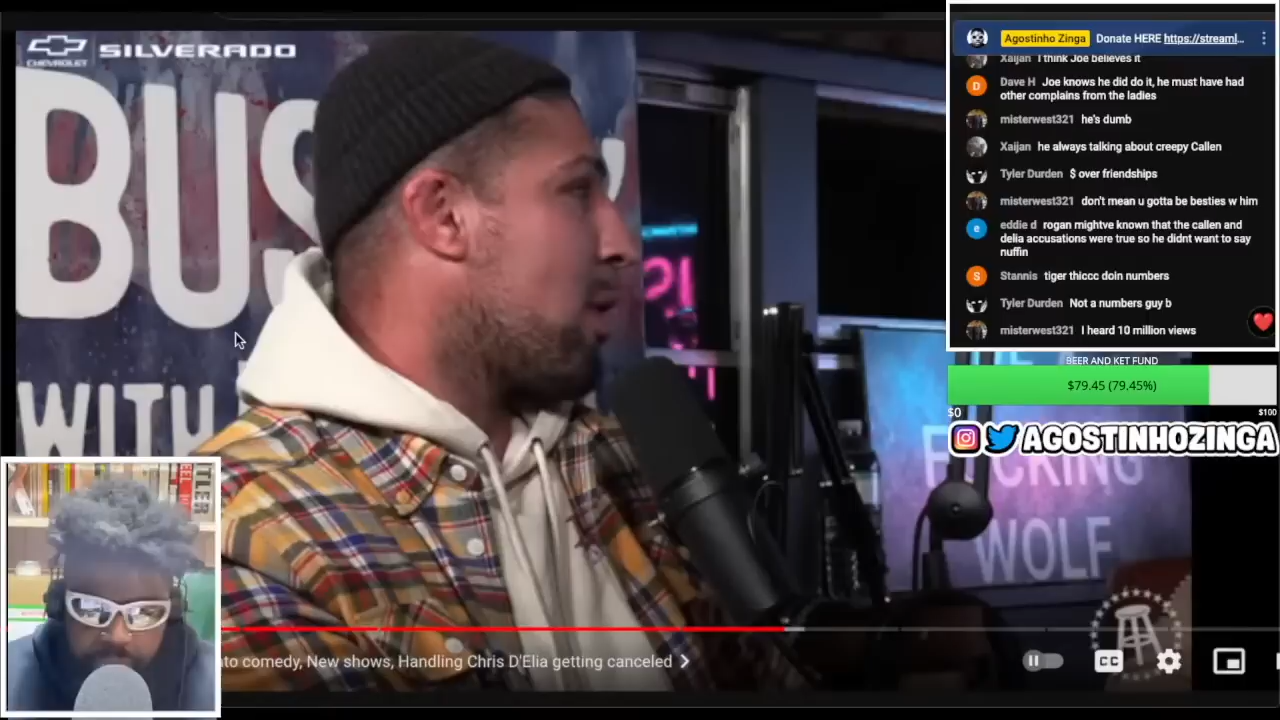 CHEVROLET
SILVERADO
BUS
WITH
F*CKING
WOLF
nto comedy, New shows, Handling Chris D'Elia getting canceled
CC
Agostinho Zinga Donate HERE https://streaml...
Xaijan I think Joe believes it
Dave H Joe knows he did do it, he must have had
other complains from the ladies
misterwest321 he's dumb
Xaijan he always talking about creepy Callen
Tyler Durden $ over friendships
misterwest321 don't mean u gotta be besties w him
eddie d rogan mightve known that the callen and
delia accusations were true so he didnt want to say
nuffin
Stannis tiger thiccc doin numbers
Tyler Durden Not a numbers guy b
misterwest321 I heard 10 million views
BEER AND KET FUND
$79.45 (79.45%)
$0
$100
AGOSTINHOZINGA